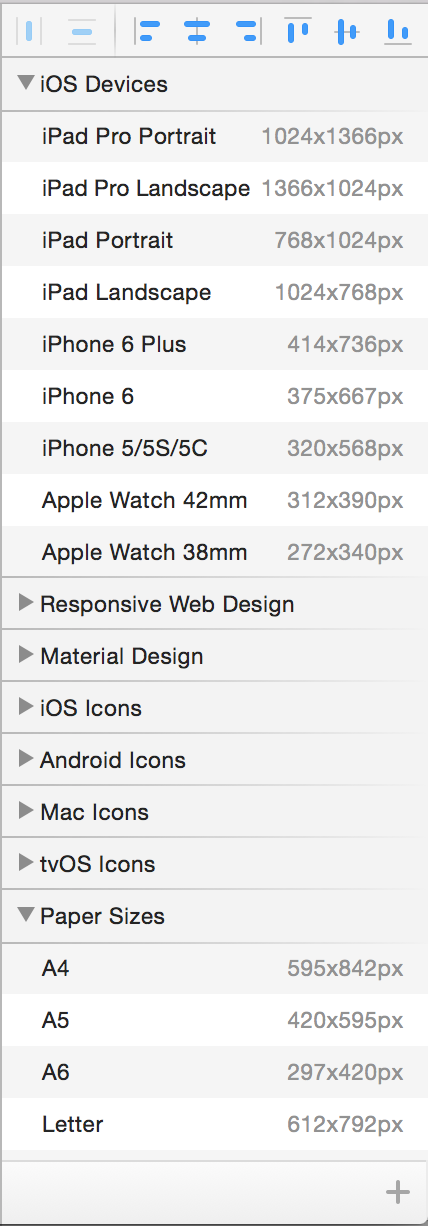 iOS Devices
iPad Pro Portrait 1024x1366px
iPad Pro Landscape 1366x1024px
iPad Portrait 768x1024px
iPad Landscape 1024x768px
iPhone 6 Plus 414x736px
iPhone 6 375x667px
iPhone 5/5S/5C 320x568px
Apple Watch 42mm 312x390px
Apple Watch 38mm 272x340px
Responsive Web Design
Material Design
iOS Icons
Android Icons
Mac Icons
tvOS Icons
Paper Sizes
A4 595x842px
A5 420x595px
A6 297x420px
Letter 612x792px